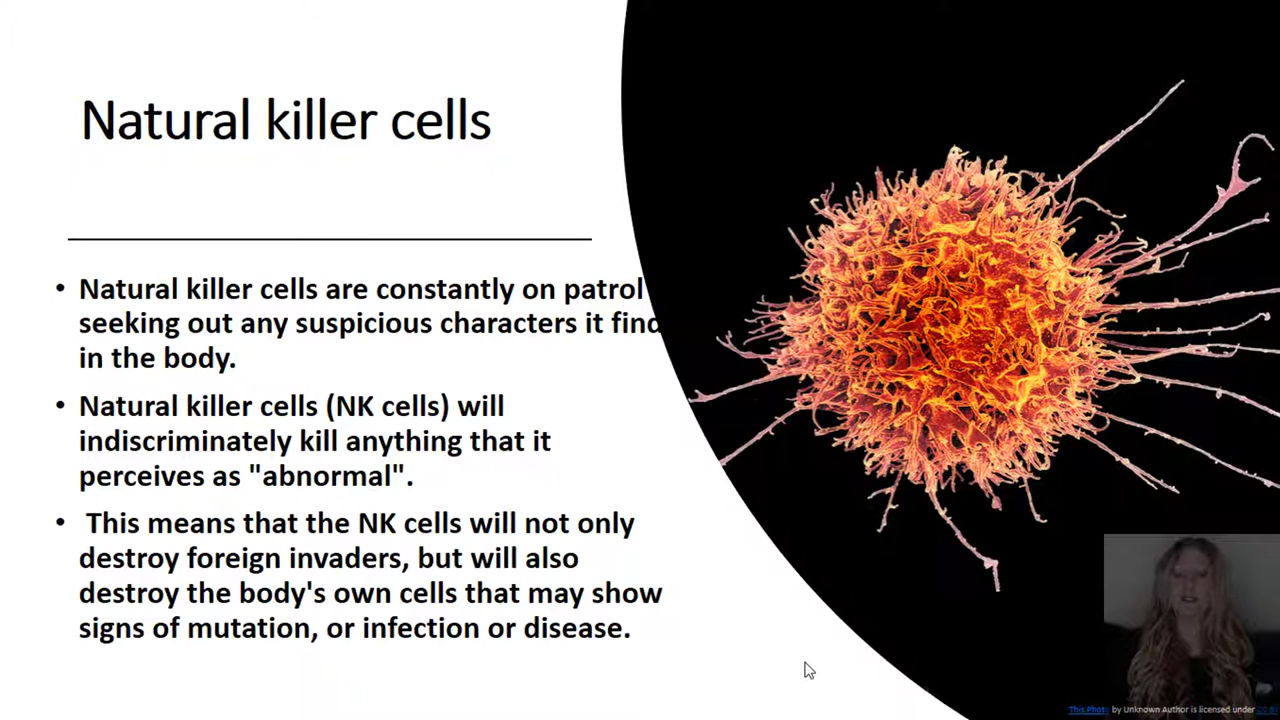 Natural killer cells
• Natural killer cells are constantly on patrol
seeking out any suspicious characters it find
in the body.
• Natural killer cells (NK cells) will
indiscriminately kill anything that it
perceives as "abnormal".
• This means that the NK cells will not only
destroy foreign invaders, but will also
destroy the body's own cells that may show
signs of mutation, or infection or disease.
This Photo by Unknown Author is licensed under